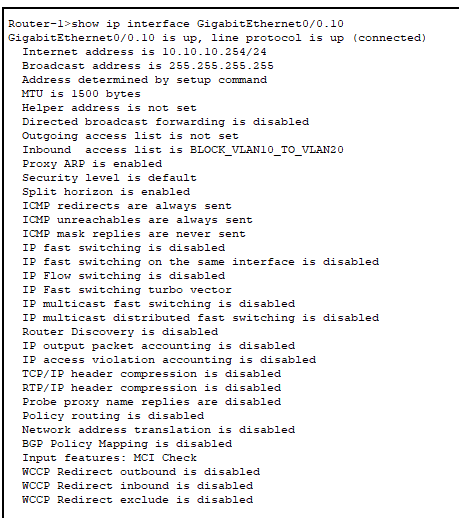 Router-1>show ip interface GigabitEthernet0/0.10
GigabitEthernet0/0.10 is up, line protocol is up (connected)
Internet address is 10.10.10.254/24
Broadcast address is 255.255.255.255
Address determined by setup command
MTU is 1500 bytes
Helper address is not set
Directed broadcast forwarding is disabled
Outgoing access list is not set
Inbound  access list is BLOCK_VLAN10_TO_VLAN20
Proxy ARP is enabled
Security level is default
Split horizon is enabled
ICMP redirects are always sent
ICMP unreachables are always sent
ICMP mask replies are never sent
IP fast switching is disabled
IP fast switching on the same interface is disabled
IP Flow switching is disabled
IP Fast switching turbo vector
IP multicast fast switching is disabled
IP multicast distributed fast switching is disabled
Router Discovery is disabled
IP output packet accounting is disabled
IP access violation accounting is disabled
TCP/IP header compression is disabled
RTP/IP header compression is disabled
Probe proxy name replies are disabled
Policy routing is disabled
Network address translation is disabled
BGP Policy Mapping is disabled
Input features: MCI Check
WCCP Redirect outbound is disabled
WCCP Redirect inbound is disabled
WCCP Redirect exclude is disabled